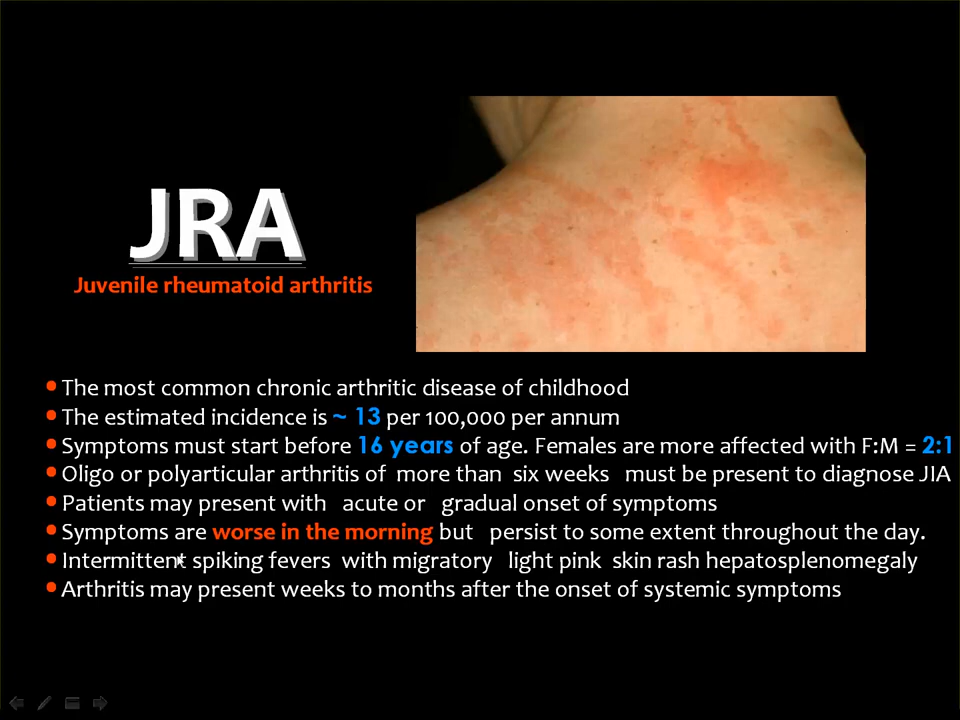 JRA
Juvenile rheumatoid arthritis
• The most common chronic arthritic disease of childhood
• The estimated incidence is ~ 13 per 100,000 per annum
• Symptoms must start before 16 years of age. Females are more affected with F:M = 2:1
• Oligo or polyarticular arthritis of more than six weeks must be present to diagnose JIA
• Patients may present with acute or gradual onset of symptoms
• Symptoms are worse in the morning but persist to some extent throughout the day.
• Intermittent spiking fevers with migratory light pink skin rash hepatosplenomegaly
• Arthritis may present weeks to months after the onset of systemic symptoms